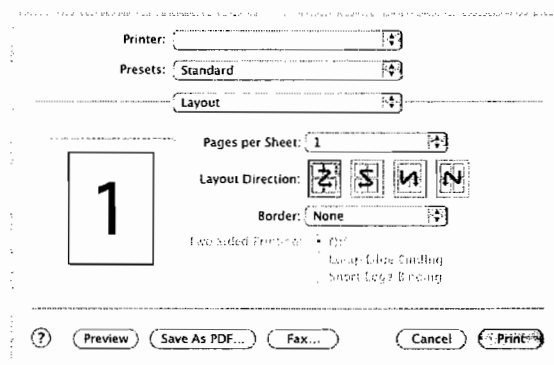 Printer:
Presets: Standard
Layout
Pages per Sheet: 1
Layout Direction:
1
Border: None
Two Sided Printing: Off
Long-Edge Binding
Short Edge Binding
? Preview Save As PDF... Fax... Cancel Print